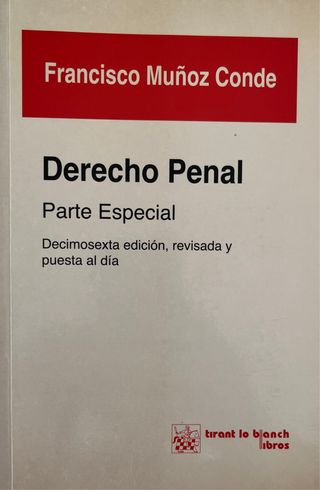 Francisco Muñoz Conde
Derecho Penal
Parte Especial
Decimosexta edición, revisada y
puesta al día
tirant lo blanch
libros